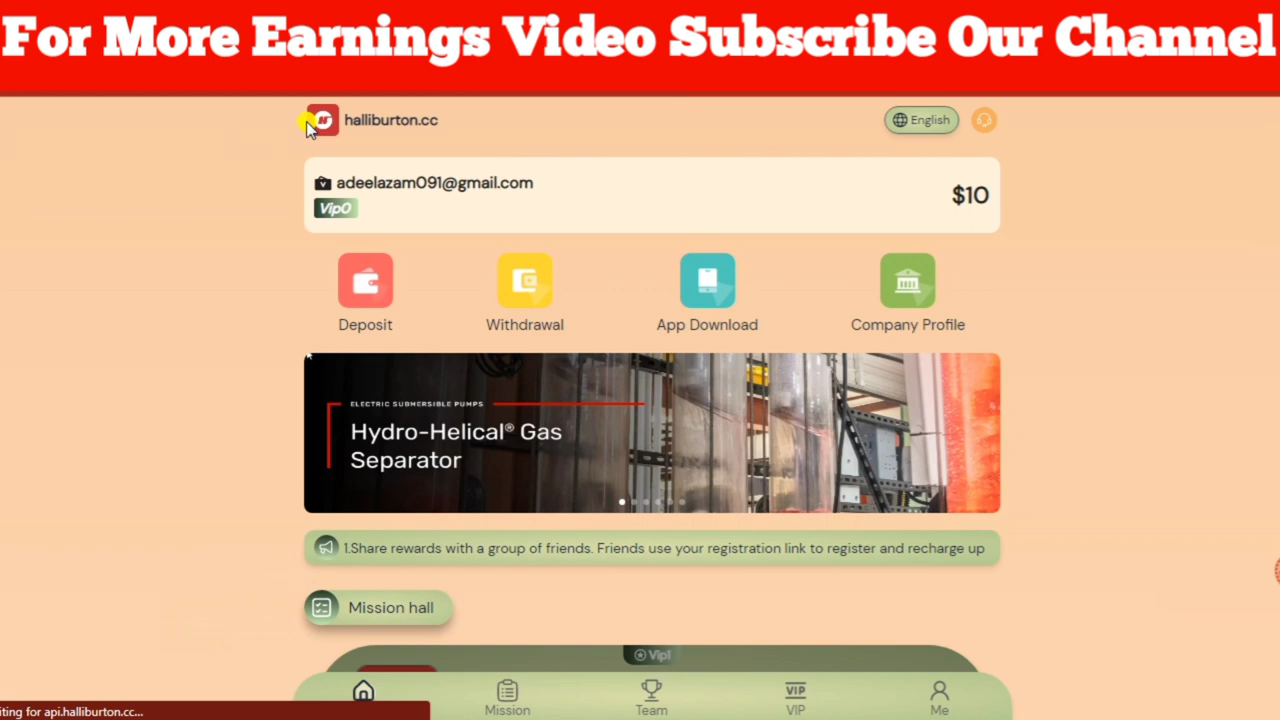 For More Earnings Video Subscribe Our Channel
halliburton.cc
English
adeelazam091@gmail.com
$10
Vip0
Deposit
Withdrawal
App Download
Company Profile
ELECTRIC SUBMERSIBLE PUMPS
Hydro-Helical® Gas
Separator
1.Share rewards with a group of friends. Friends use your registration link to register and recharge up
Mission hall
Vip1
VIP
Mission
Team
VIP
Me
iting for api.halliburton.cc...